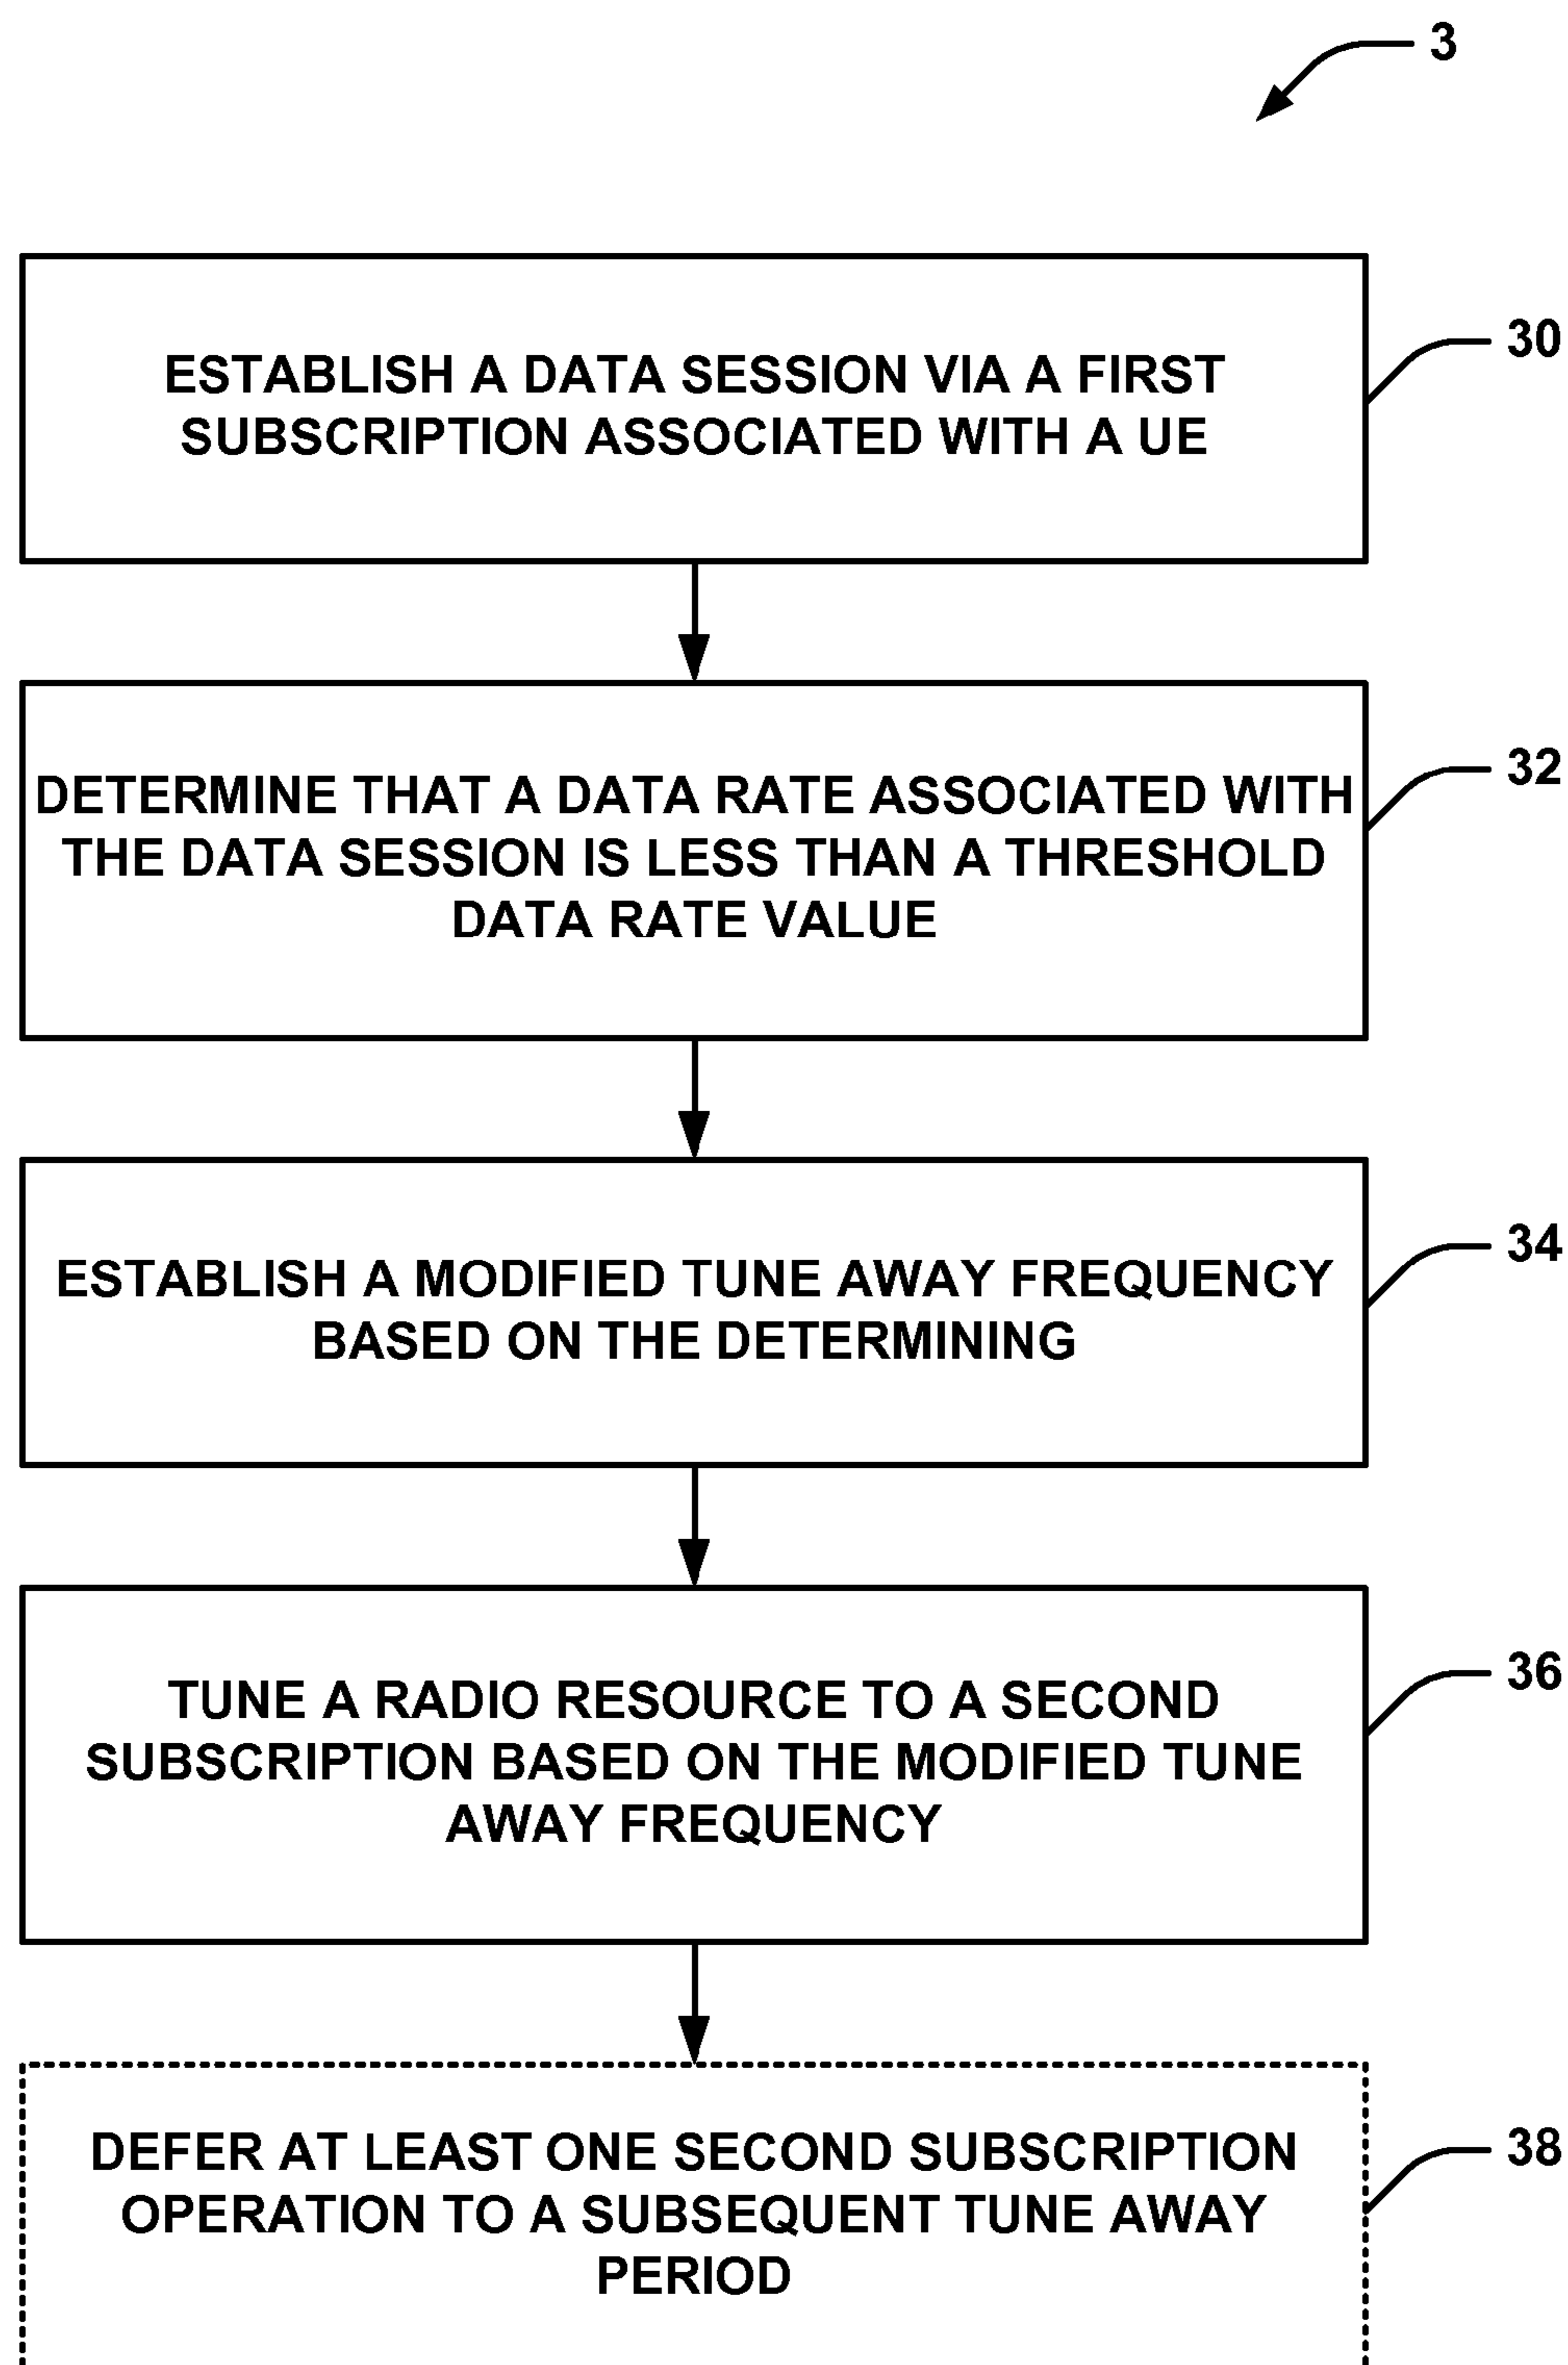 3
ESTABLISH A DATA SESSION VIA A FIRST
SUBSCRIPTION ASSOCIATED WITH A UE
30
DETERMINE THAT A DATA RATE ASSOCIATED WITH
THE DATA SESSION IS LESS THAN A THRESHOLD
DATA RATE VALUE
32
ESTABLISH A MODIFIED TUNE AWAY FREQUENCY
BASED ON THE DETERMINING
34
TUNE A RADIO RESOURCE TO A SECOND
SUBSCRIPTION BASED ON THE MODIFIED TUNE
AWAY FREQUENCY
36
DEFER AT LEAST ONE SECOND SUBSCRIPTION
OPERATION TO A SUBSEQUENT TUNE AWAY
PERIOD
38